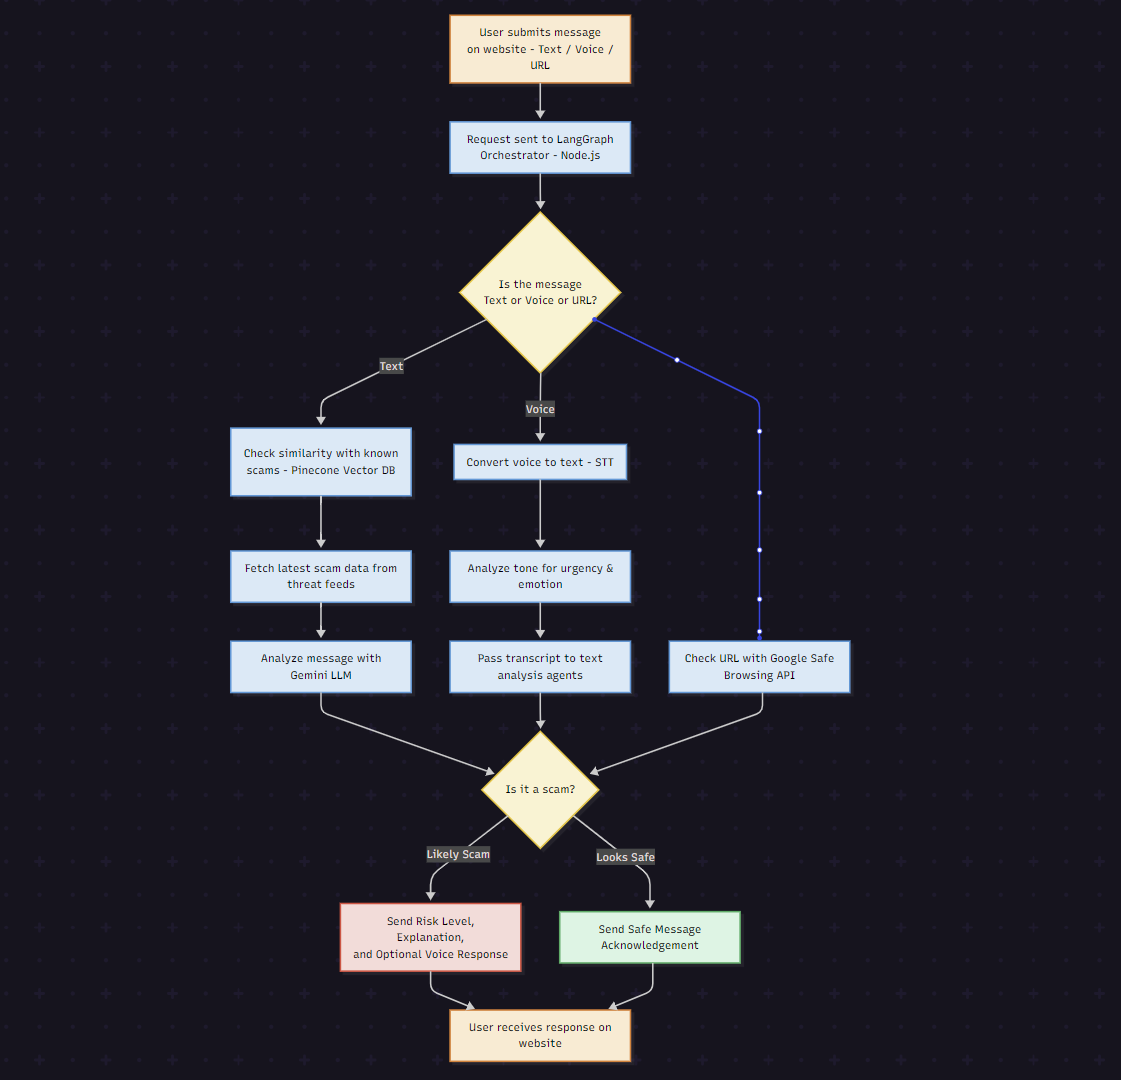 User submits message
on website - Text / Voice /
URL
Request sent to LangGraph
Orchestrator - Node.js
Is the message
Text or Voice or URL?
Text
Voice
Check similarity with known
scams - Pinecone Vector DB
Convert voice to text - STT
Fetch latest scam data from
threat feeds
Analyze tone for urgency &
emotion
Analyze message with
Gemini LLM
Pass transcript to text
analysis agents
Check URL with Google Safe
Browsing API
Is it a scam?
Likely Scam
Looks Safe
Send Risk Level,
Explanation,
and Optional Voice Response
Send Safe Message
Acknowledgement
User receives response on
website